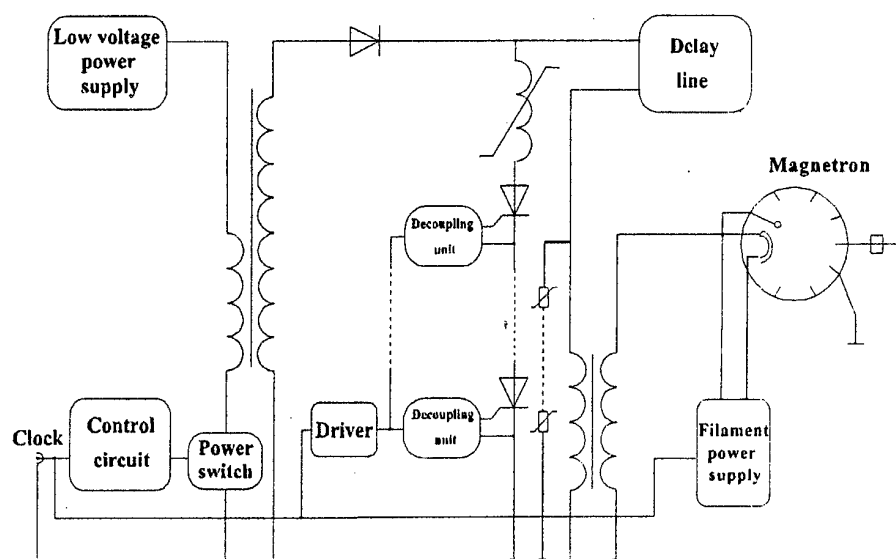 Low voltage
power
supply
Delay
line
Magnetron
Decoupling
unit
Clock
Control
circuit
Power
switch
Driver
Decoupling
unit
Filament
power
supply